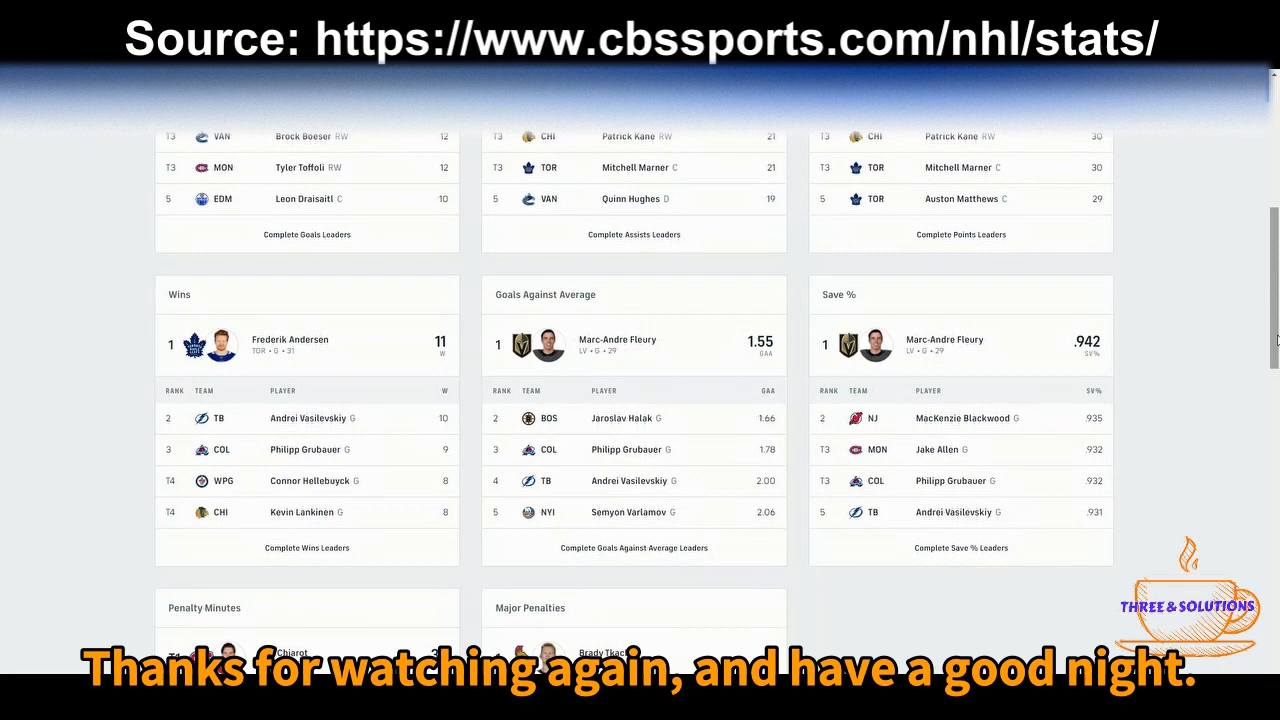 Source: https://www.cbssports.com/nhl/stats/
T3 VAN Brock Boeser RW 12
T3 MON Tyler Toffoli RW 12
5 EDM Leon Draisaitl C 10
Complete Goals Leaders
T3 CHI Patrick Kane RW 21
T3 TOR Mitchell Marner C 21
5 VAN Quinn Hughes D 19
Complete Assists Leaders
T3 CHI Patrick Kane RW 30
T3 TOR Mitchell Marner C 30
5 TOR Auston Matthews C 29
Complete Points Leaders
Wins
1 Frederik Andersen 11
TOR • G • 31 W
RANK TEAM PLAYER W
2 TB Andrei Vasilevskiy G 10
3 COL Philipp Grubauer G 9
T4 WPG Connor Hellebuyck G 8
T4 CHI Kevin Lankinen G 8
Complete Wins Leaders
Goals Against Average
1 Marc-Andre Fleury 1.55
LV • G • 29 GAA
RANK TEAM PLAYER GAA
2 BOS Jaroslav Halak G 1.66
3 COL Philipp Grubauer G 1.78
4 TB Andrei Vasilevskiy G 2.00
5 NYI Semyon Varlamov G 2.06
Complete Goals Against Average Leaders
Save %
1 Marc-Andre Fleury .942
LV • G • 29 SV%
RANK TEAM PLAYER SV%
2 NJ MacKenzie Blackwood G .935
T3 MON Jake Allen G .932
T3 COL Philipp Grubauer G .932
5 TB Andrei Vasilevskiy G .931
Complete Save % Leaders
Penalty Minutes
Chiarot
Major Penalties
Brady
THREE & SOLUTIONS
Thanks for watching again, and have a good night.